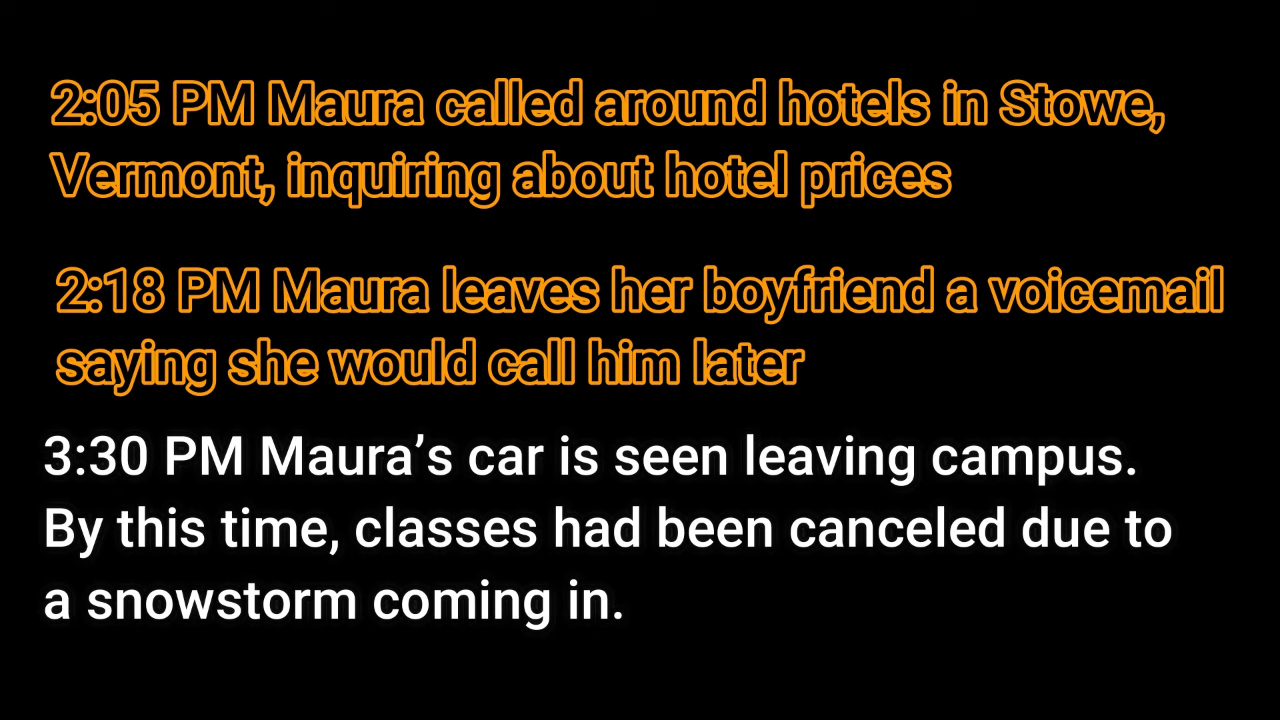 2:05 PM Maura called around hotels in Stowe,
Vermont, inquiring about hotel prices
2:18 PM Maura leaves her boyfriend a voicemail
saying she would call him later
3:30 PM Maura’s car is seen leaving campus.
By this time, classes had been canceled due to
a snowstorm coming in.